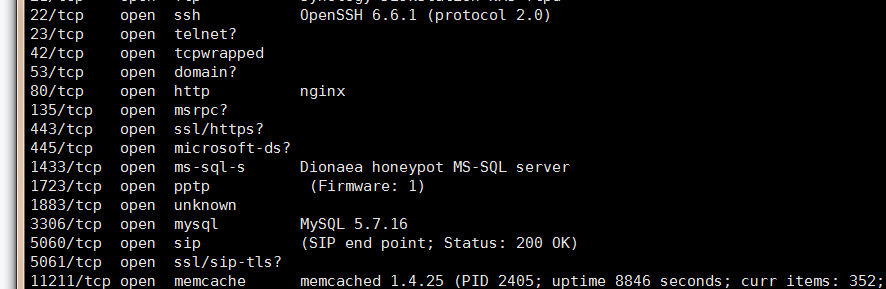 22/tcp open ssh OpenSSH 6.6.1 (protocol 2.0)
23/tcp open telnet?
42/tcp open tcpwrapped
53/tcp open domain?
80/tcp open http nginx
135/tcp open msrpc?
443/tcp open ssl/https?
445/tcp open microsoft-ds?
1433/tcp open ms-sql-s Dionaea honeypot MS-SQL server
1723/tcp open pptp (Firmware: 1)
1883/tcp open unknown
3306/tcp open mysql MySQL 5.7.16
5060/tcp open sip (SIP end point; Status: 200 OK)
5061/tcp open ssl/sip-tls?
11211/tcp open memcache memcached 1.4.25 (PID 2405; uptime 8846 seconds; curr items: 352;